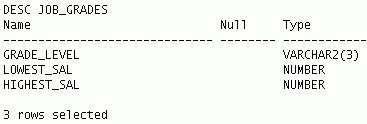 DESC JOB_GRADES
Name                           Null     Type
------------------------------ -------- -----------
GRADE_LEVEL                             VARCHAR2(3)
LOWEST_SAL                              NUMBER
HIGHEST_SAL                             NUMBER
3 rows selected